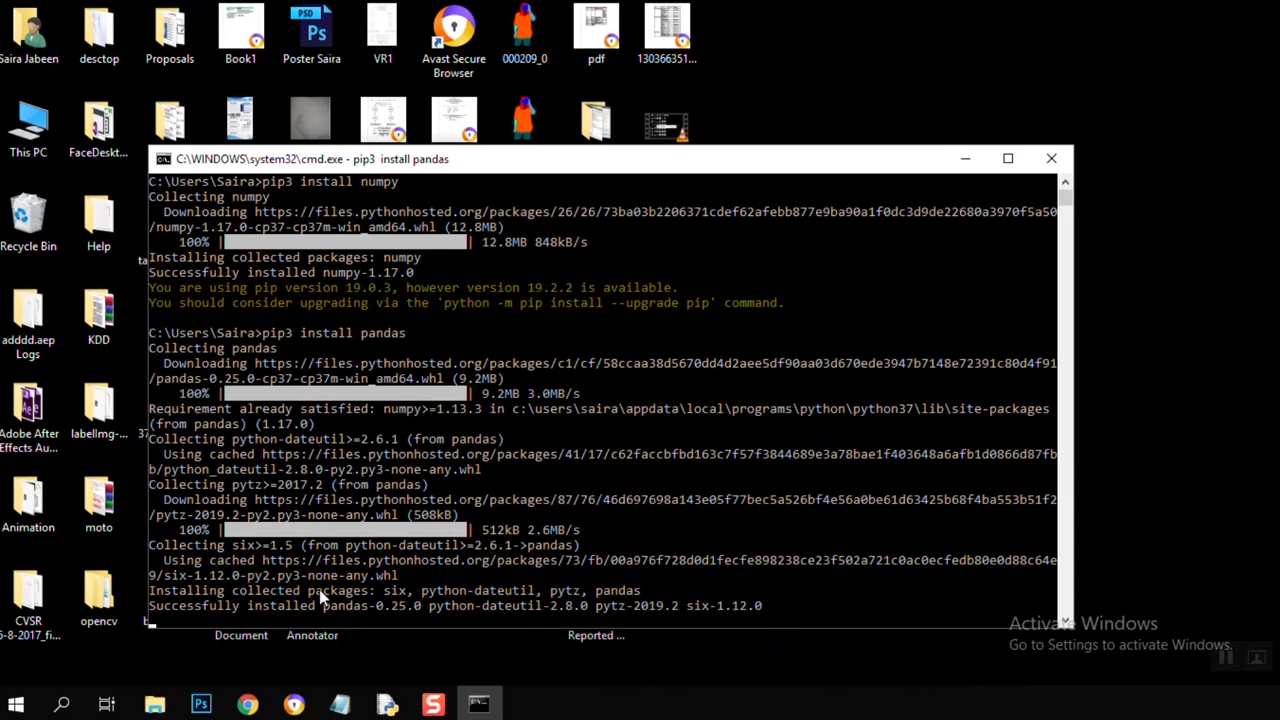 Saira Jabeen
desctop
Proposals
Book1
Poster Saira
VR1
Avast Secure
Browser
000209_0
pdf
130366351...
This PC
FaceDeskt...
C:\WINDOWS\system32\cmd.exe - pip3 install pandas
C:\Users\Saira>pip3 install numpy
Collecting numpy
Downloading https://files.pythonhosted.org/packages/26/26/73ba03b2206371cdef62afebb877e9ba90a1f0dc3d9de22680a3970f5a50
/numpy-1.17.0-cp37-cp37m-win_amd64.whl (12.8MB)
100% | | 12.8MB 848kB/s
Installing collected packages: numpy
Successfully installed numpy-1.17.0
You are using pip version 19.0.3, however version 19.2.2 is available.
You should consider upgrading via the 'python -m pip install --upgrade pip' command.
C:\Users\Saira>pip3 install pandas
Collecting pandas
Downloading https://files.pythonhosted.org/packages/c1/cf/58ccaa38d5670dd4d2aee5df90aa03d670ede3947b7148e72391c80d4f91
/pandas-0.25.0-cp37-cp37m-win_amd64.whl (9.2MB)
100% | | 9.2MB 3.0MB/s
Requirement already satisfied: numpy>=1.13.3 in c:\users\saira\appdata\local\programs\python\python37\lib\site-packages
(from pandas) (1.17.0)
Collecting python-dateutil>=2.6.1 (from pandas)
Using cached https://files.pythonhosted.org/packages/41/17/c62faccbfbd163c7f57f3844689e3a78bae1f403648a6afb1d0866d87fb
b/python_dateutil-2.8.0-py2.py3-none-any.whl
Collecting pytz>=2017.2 (from pandas)
Downloading https://files.pythonhosted.org/packages/87/76/46d697698a143e05f77bec5a526bf4e56a0be61d63425b68f4ba553b51f2
/pytz-2019.2-py2.py3-none-any.whl (508kB)
100% | | 512kB 2.6MB/s
Collecting six>=1.5 (from python-dateutil>=2.6.1->pandas)
Using cached https://files.pythonhosted.org/packages/73/fb/00a976f728d0d1fecfe898238ce23f502a721c0ac0ecfedb80e0d88c64e
9/six-1.12.0-py2.py3-none-any.whl
Installing collected packages: six, python-dateutil, pytz, pandas
Successfully installed pandas-0.25.0 python-dateutil-2.8.0 pytz-2019.2 six-1.12.0
Recycle Bin
Help
ta
adddd.aep
Logs
KDD
Adobe After
Effects Au...
labelImg-...
37
Animation
moto
CVSR
5-8-2017_fi...
opencv
b
Document
Annotator
Reported ...
Activate Windows
Go to Settings to activate Windows.